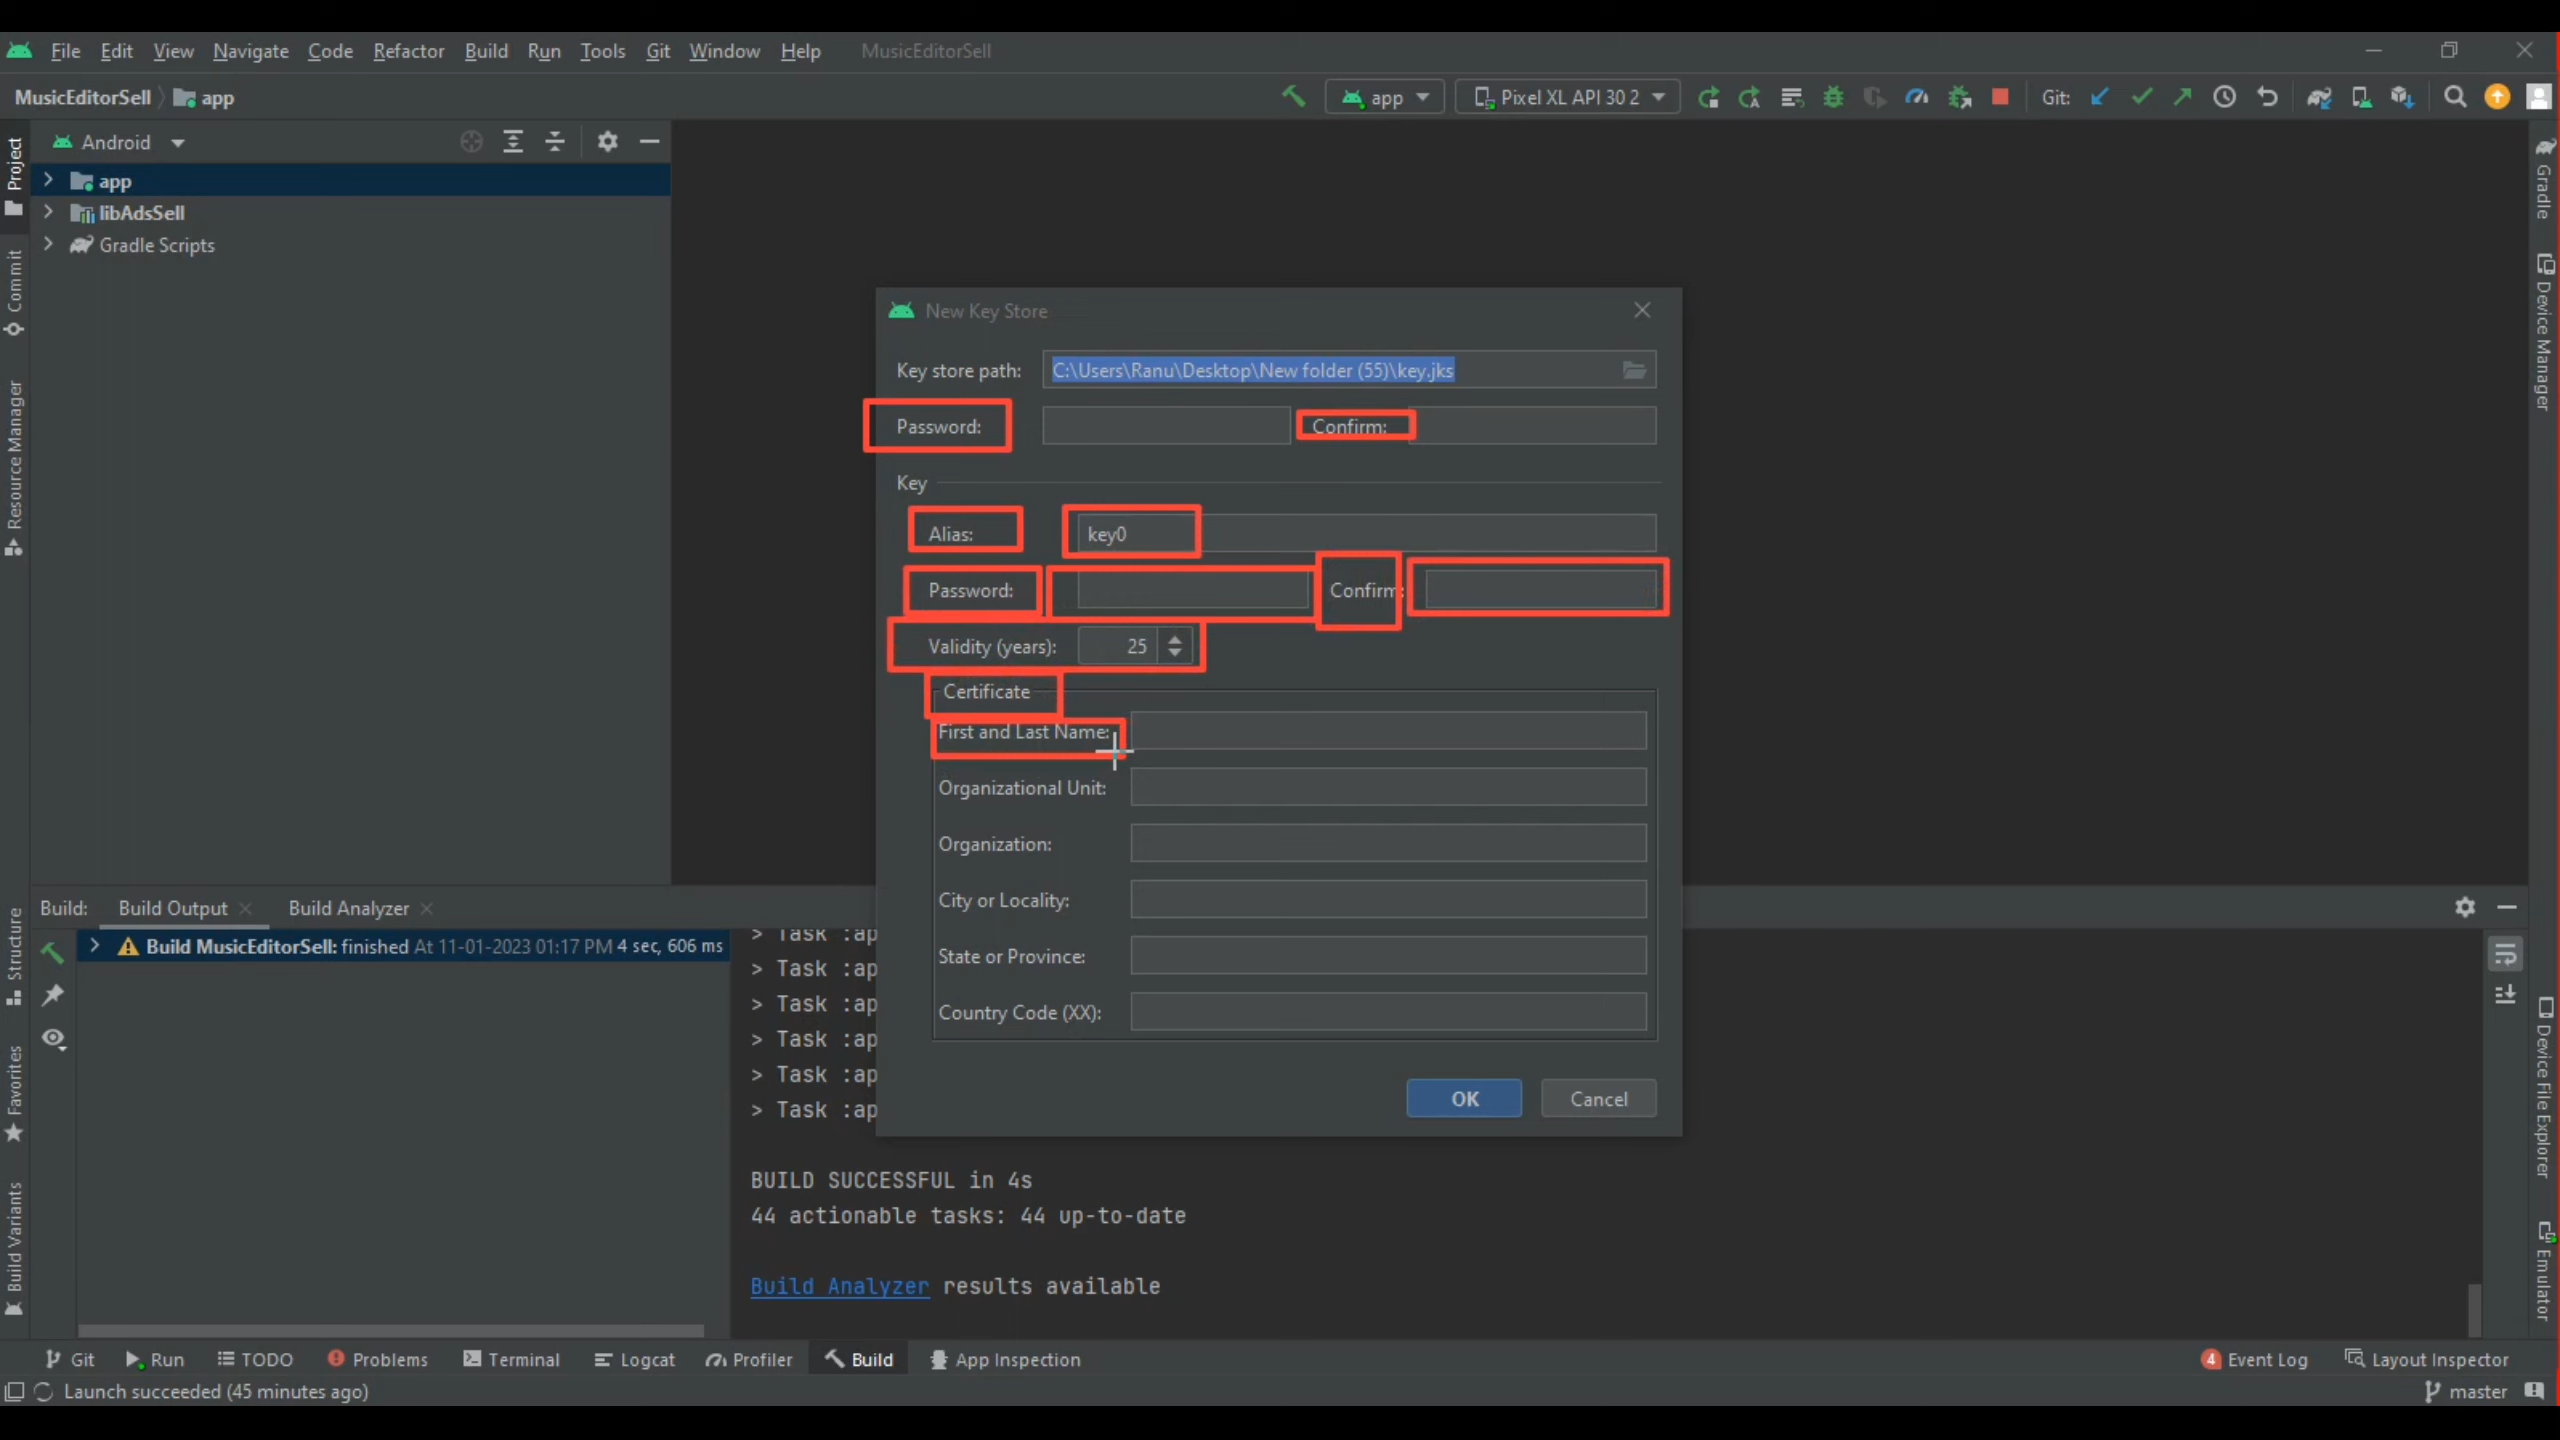 File Edit View Navigate Code Refactor Build Run Tools Git Window Help MusicEditorSell
MusicEditorSell app
app Pixel XL API 30 2 Git:
Android
app
libAdsSell
Gradle Scripts
Project
Commit
Resource Manager
Structure
Favorites
Build Variants
Gradle
Device Manager
Device File Explorer
Emulator
New Key Store
Key store path: C:\Users\Ranu\Desktop\New folder (55)\key.jks
Password: Confirm:
Key
Alias: key0
Password: Confirm:
Validity (years): 25
Certificate
First and Last Name:
Organizational Unit:
Organization:
City or Locality:
State or Province:
Country Code (XX):
OK Cancel
Build: Build Output Build Analyzer
Build MusicEditorSell: finished At 11-01-2023 01:17 PM 4 sec, 606 ms
> Task :ap
> Task :ap
> Task :ap
> Task :ap
> Task :ap
> Task :ap
BUILD SUCCESSFUL in 4s
44 actionable tasks: 44 up-to-date
Build Analyzer results available
Git Run TODO Problems Terminal Logcat Profiler Build App Inspection 4 Event Log Layout Inspector
Launch succeeded (45 minutes ago) master